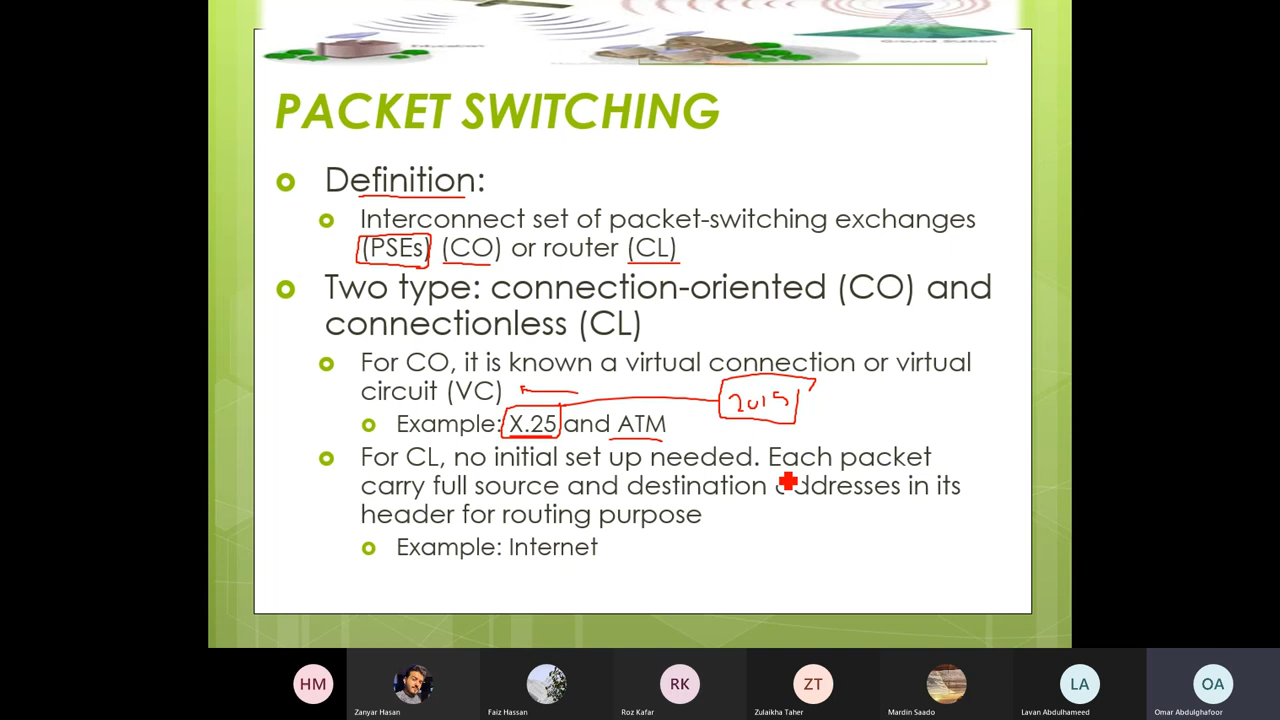 Education
Ground Station
PACKET SWITCHING
Definition:
Interconnect set of packet-switching exchanges
(PSEs) (CO) or router (CL)
Two type: connection-oriented (CO) and
connectionless (CL)
For CO, it is known a virtual connection or virtual
circuit (VC)
2015
Example: X.25 and ATM
For CL, no initial set up needed. Each packet
carry full source and destination addresses in its
header for routing purpose
Example: Internet
HM
RK
ZT
LA
OA
Zanyar Hasan
Faiz Hassan
Roz Kafar
Zulaikha Taher
Mardin Saado
Lavan Abdulhameed
Omar Abdulghafoor